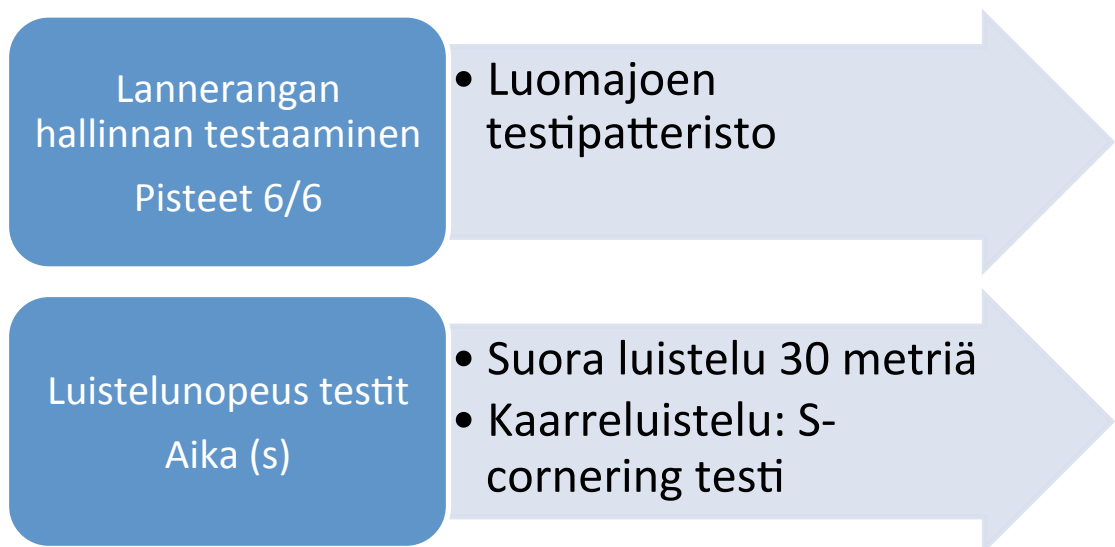 Lannerangan
hallinnan testaaminen
Pisteet 6/6
• Luomajoen
testipatteristo
Luistelunopeus testit
Aika (s)
• Suora luistelu 30 metriä
• Kaarreluistelu: S-
cornering testi